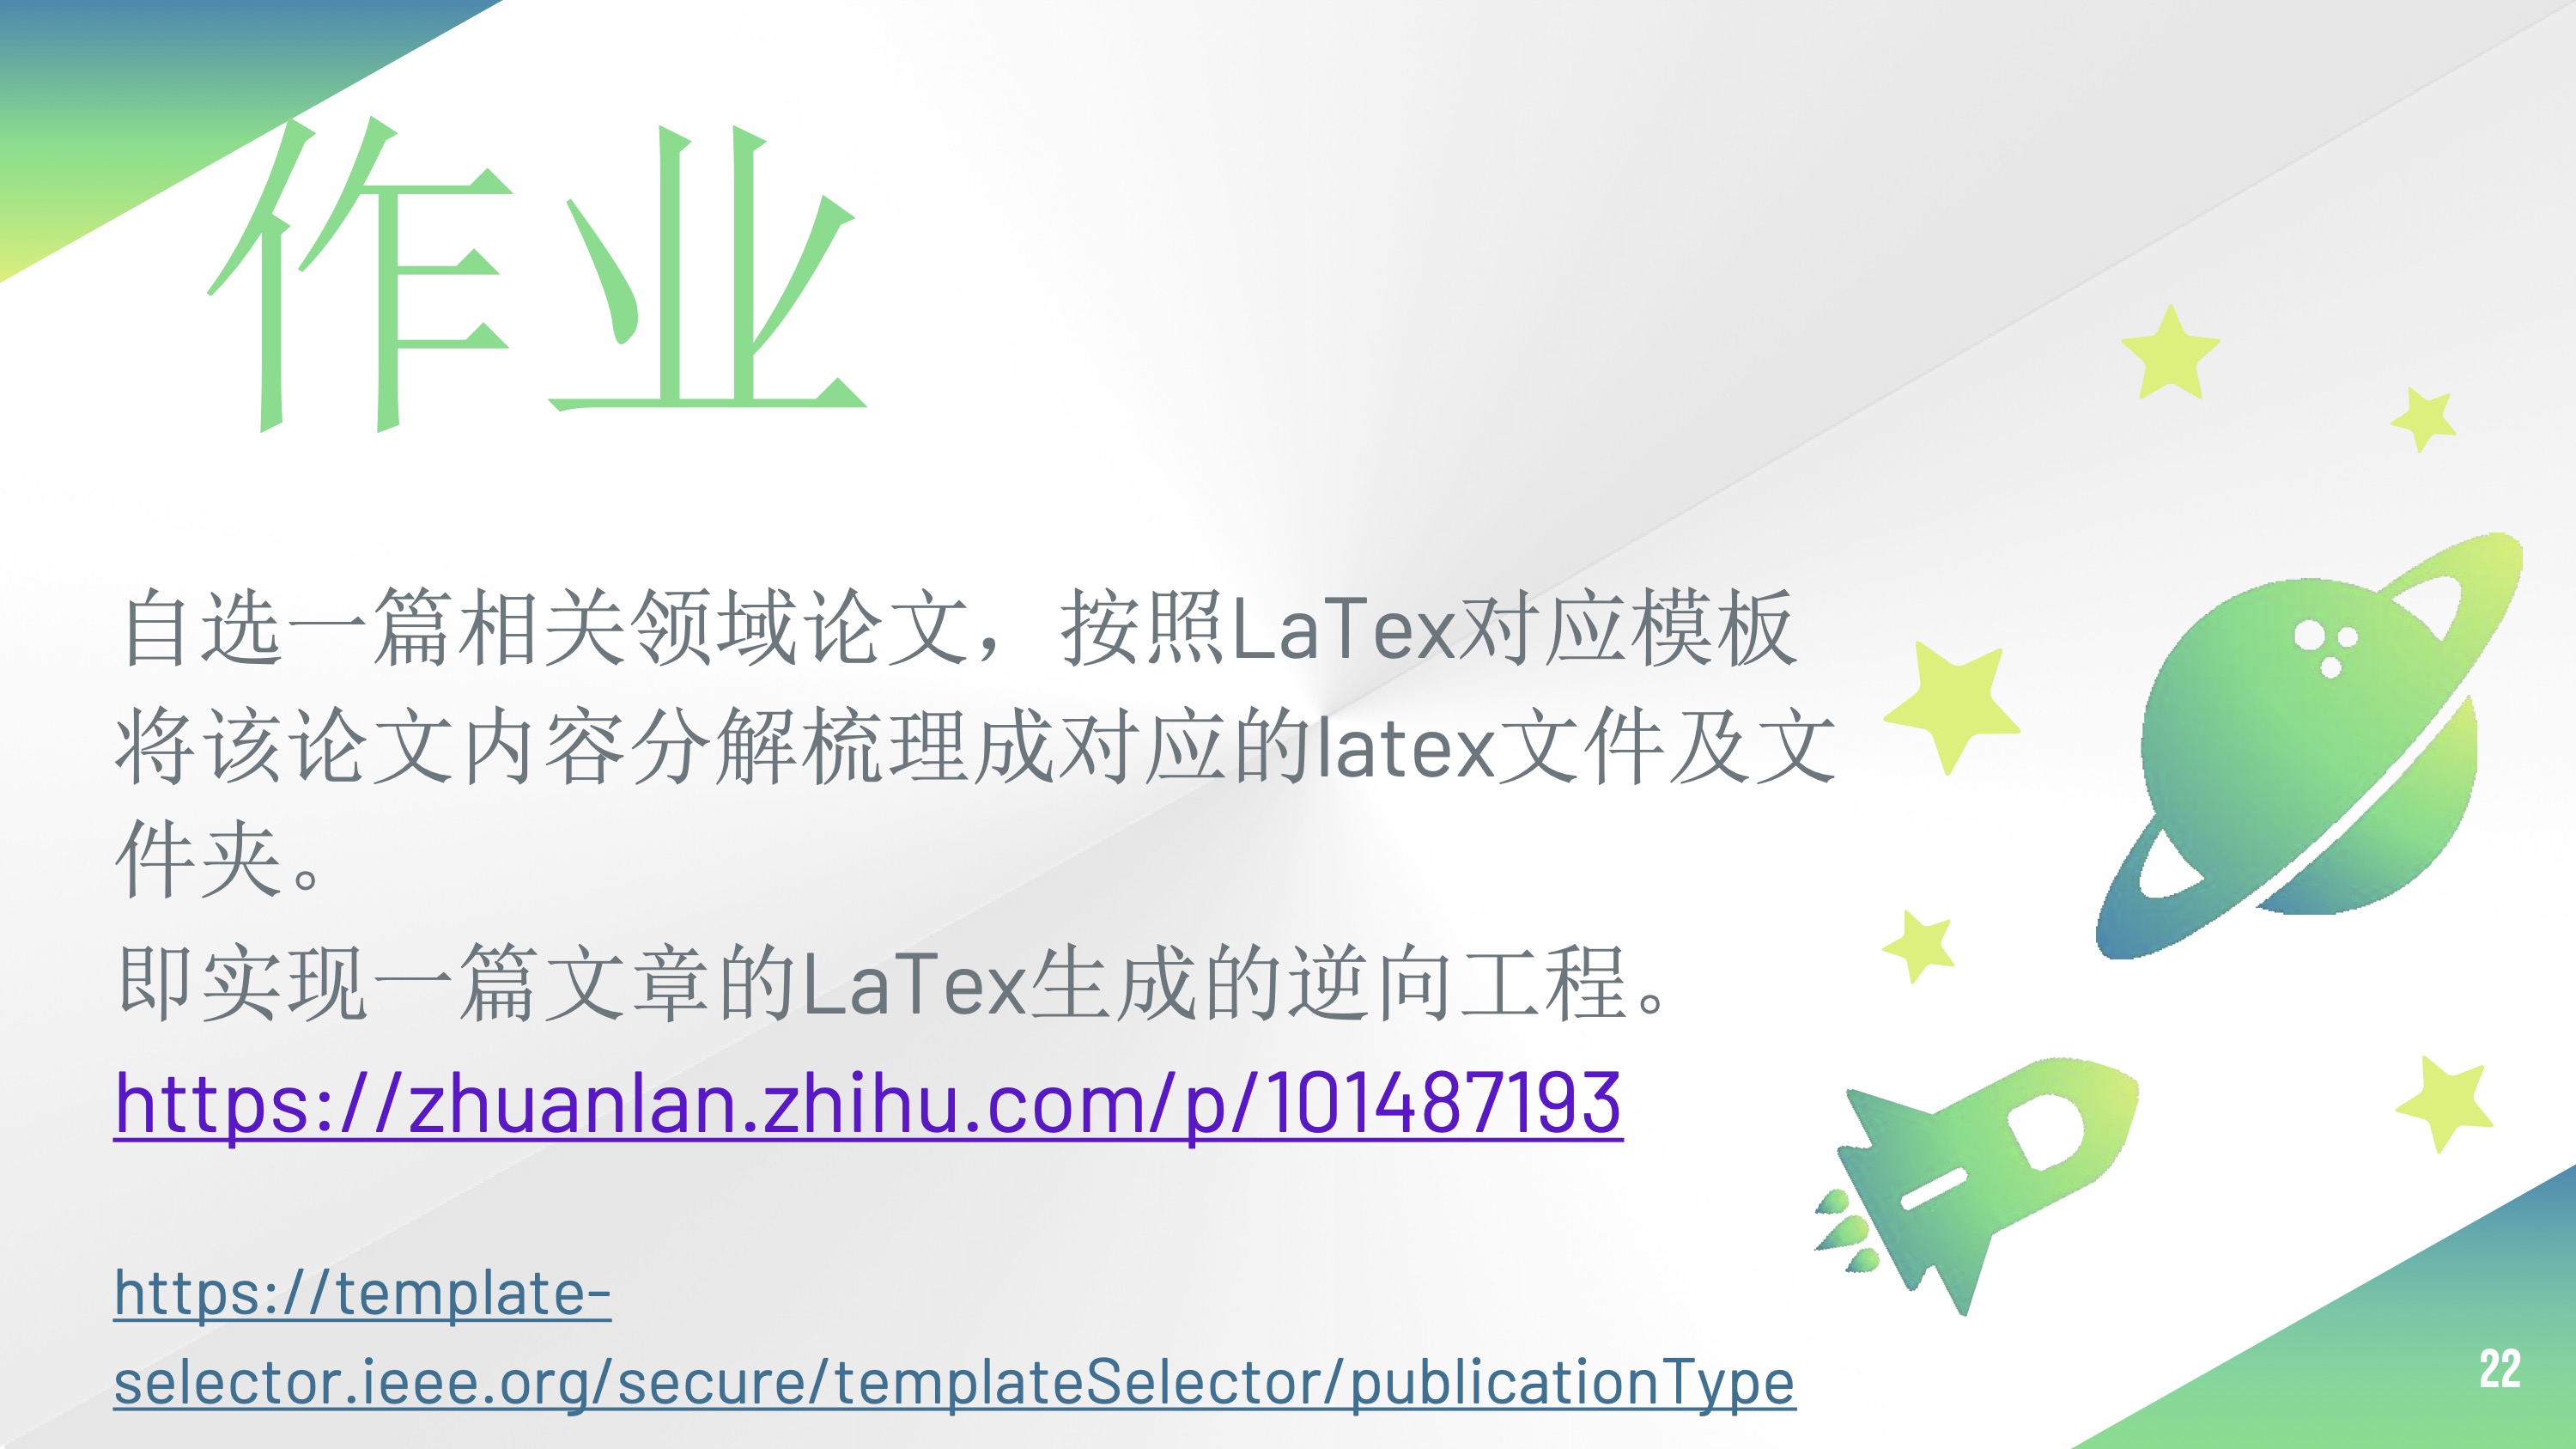 作业
自选一篇相关领域论文，按照LaTex对应模板
将该论文内容分解梳理成对应的latex文件及文
件夹。
即实现一篇文章的LaTex生成的逆向工程。
https://zhuanlan.zhihu.com/p/101487193
https://template-
selector.ieee.org/secure/templateSelector/publicationType
22